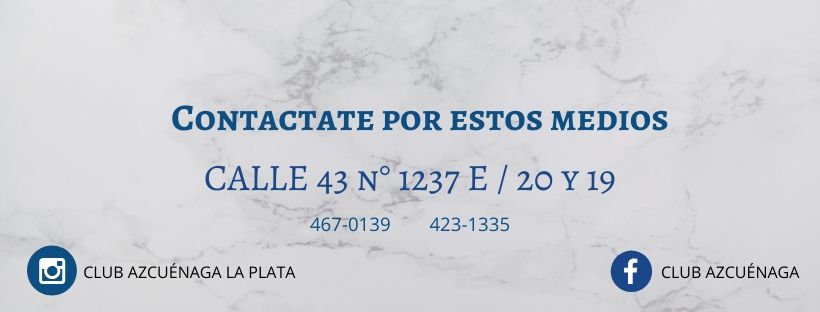 Contactate por estos medios
CALLE 43 n° 1237 E / 20 y 19
467-0139 423-1335
CLUB AZCUÉNAGA LA PLATA
CLUB AZCUÉNAGA